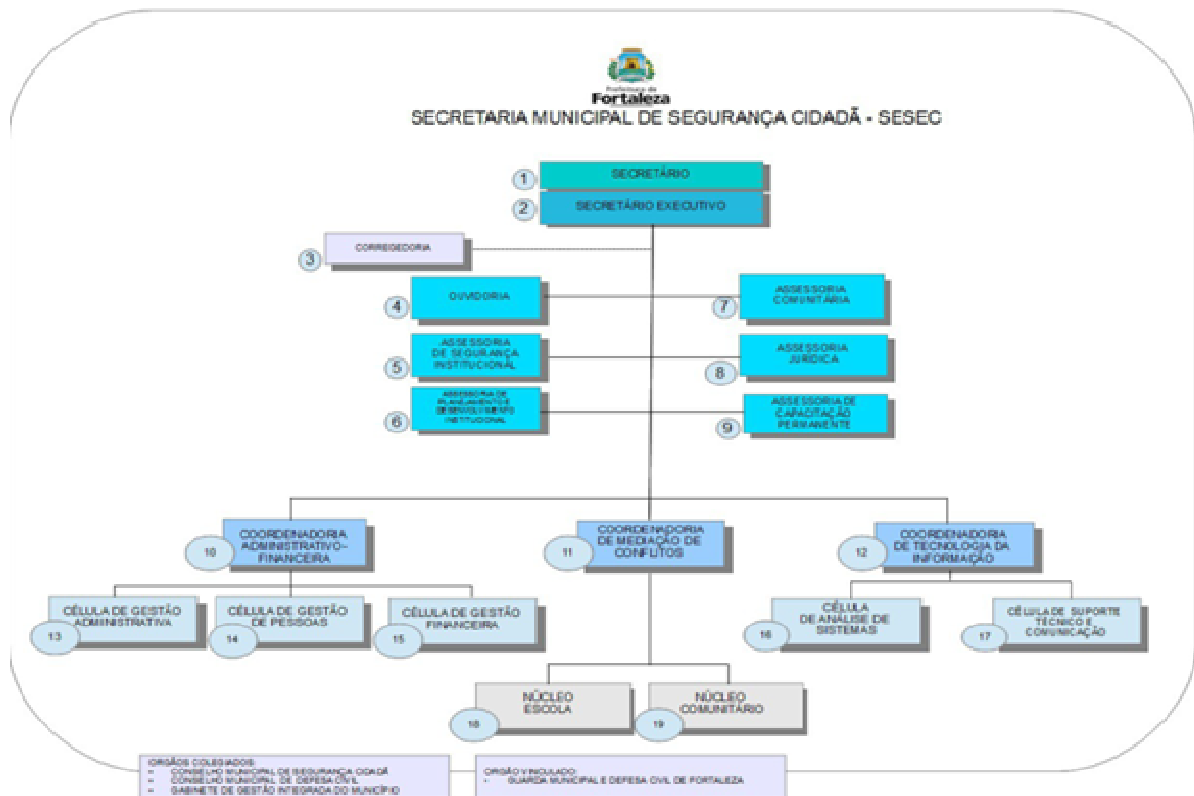 Prefeitura de
Fortaleza
SECRETARIA MUNICIPAL DE SEGURANÇA CIDADÃ - SESEC
1
SECRETÁRIO
2
SECRETÁRIO EXECUTIVO
3
CORREGEDORIA
4
OUVIDORIA
7
ASSESSORIA
COMUNITÁRIA
5
ASSESSORIA
DE SEGURANÇA
INSTITUCIONAL
8
ASSESSORIA
JURÍDICA
6
ASSESSORIA DE
PLANEJAMENTO E
DESENVOLVIMENTO
INSTITUCIONAL
9
ASSESSORIA DE
CAPACITAÇÃO
PERMANENTE
10
COORDENADORIA
ADMINISTRATIVO-
FINANCEIRA
11
COORDENADORIA
DE MEDIAÇÃO DE
CONFLITOS
12
COORDENADORIA
DE TECNOLOGIA DA
INFORMAÇÃO
13
CÉLULA DE GESTÃO
ADMINISTRATIVA
14
CÉLULA DE GESTÃO
DE PESSOAS
15
CÉLULA DE GESTÃO
FINANCEIRA
16
CÉLULA
DE ANÁLISE DE
SISTEMAS
17
CÉLULA DE SUPORTE
TÉCNICO E
COMUNICAÇÃO
18
NÚCLEO
ESCOLA
19
NÚCLEO
COMUNITÁRIO
ÓRGÃOS COLEGIADOS:
- CONSELHO MUNICIPAL DE SEGURANÇA CIDADÃ
- CONSELHO MUNICIPAL DE DEFESA CIVIL
- GABINETE DE GESTÃO INTEGRADA DO MUNICÍPIO
ÓRGÃO VINCULADO:
- GUARDA MUNICIPAL E DEFESA CIVIL DE FORTALEZA